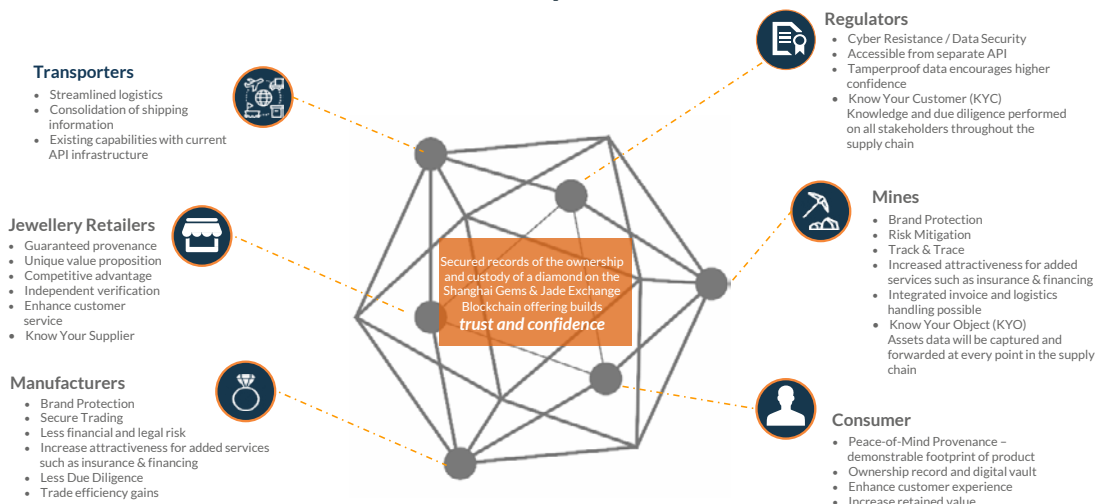 Transporters
• Streamlined logistics
• Consolidation of shipping
information
• Existing capabilities with current
API infrastructure
Jewellery Retailers
• Guaranteed provenance
• Unique value proposition
• Competitive advantage
• Independent verification
• Enhance customer
service
• Know Your Supplier
Manufacturers
• Brand Protection
• Secure Trading
• Less financial and legal risk
• Increase attractiveness for added services
such as insurance & financing
• Less Due Diligence
• Trade efficiency gains
Secured records of the ownership
and custody of a diamond on the
Shanghai Gems & Jade Exchange
Blockchain offering builds
trust and confidence
Regulators
• Cyber Resistance / Data Security
• Accessible from separate API
• Tamperproof data encourages higher
confidence
• Know Your Customer (KYC)
Knowledge and due diligence performed
on all stakeholders throughout the
supply chain
Mines
• Brand Protection
• Risk Mitigation
• Track & Trace
• Increased attractiveness for added
services such as insurance & financing
• Integrated invoice and logistics
handling possible
• Know Your Object (KYO)
Assets data will be captured and
forwarded at every point in the supply
chain
Consumer
• Peace-of-Mind Provenance –
demonstrable footprint of product
• Ownership record and digital vault
• Enhance customer experience
• Increase retained value